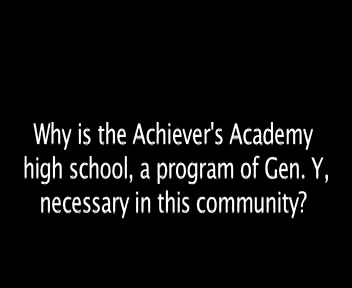 Why is the Achiever's Academy
high school, a program of Gen. Y,
necessary in this community?